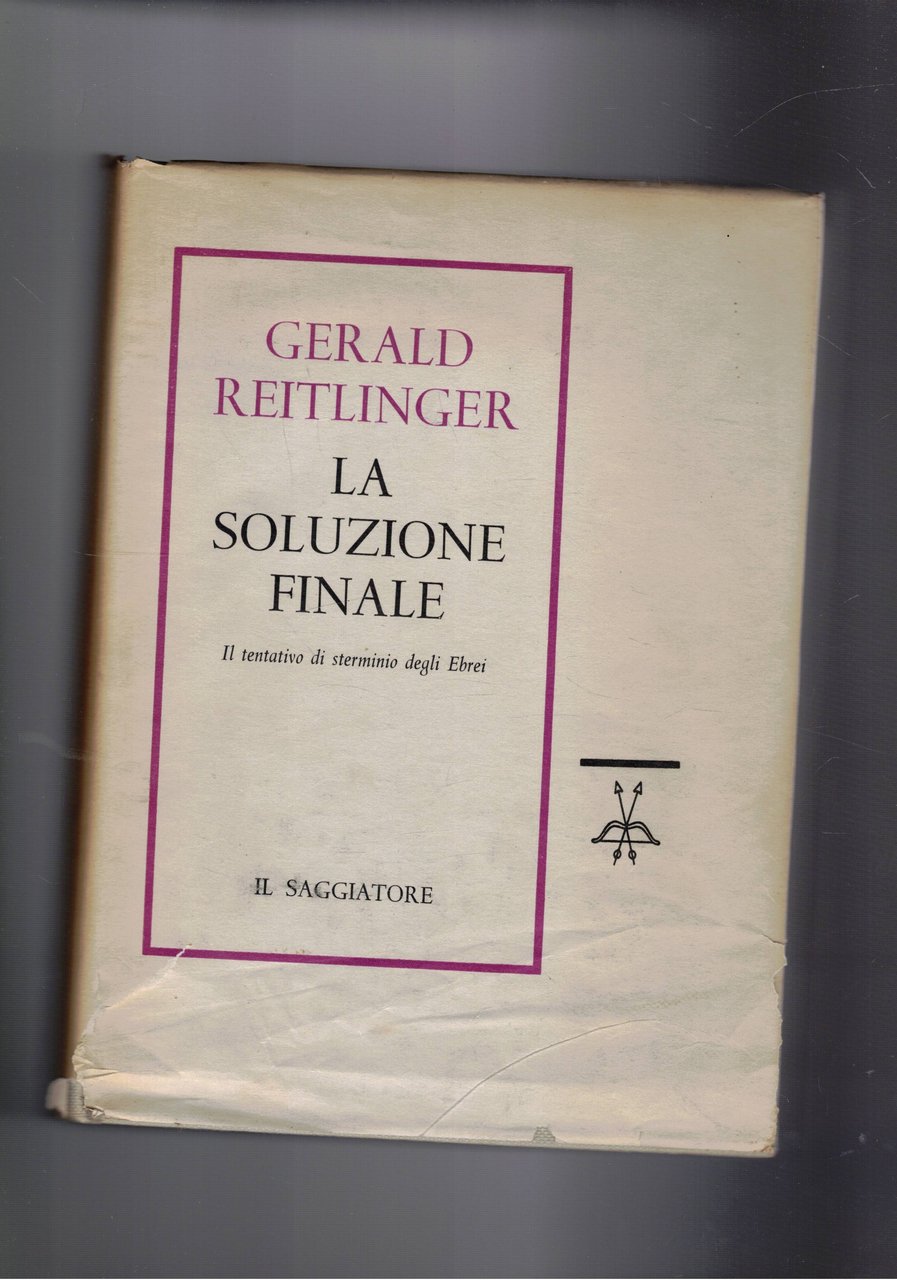 GERALD
REITLINGER
LA
SOLUZIONE
FINALE
Il tentativo di sterminio degli Ebrei
IL SAGGIATORE